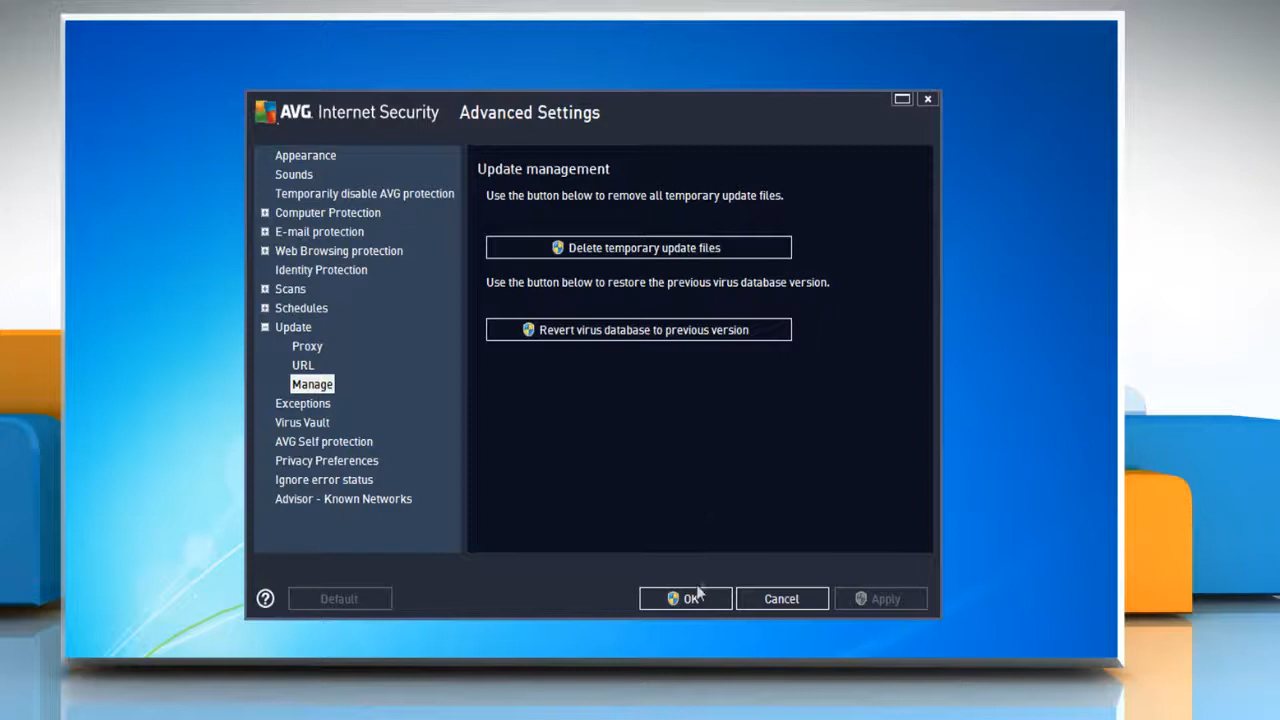 AVG. Internet Security Advanced Settings
Appearance
Sounds
Temporarily disable AVG protection
Computer Protection
E-mail protection
Web Browsing protection
Identity Protection
Scans
Schedules
Update
Proxy
URL
Manage
Exceptions
Virus Vault
AVG Self protection
Privacy Preferences
Ignore error status
Advisor - Known Networks
Update management
Use the button below to remove all temporary update files.
Delete temporary update files
Use the button below to restore the previous virus database version.
Revert virus database to previous version
Default
OK
Cancel
Apply